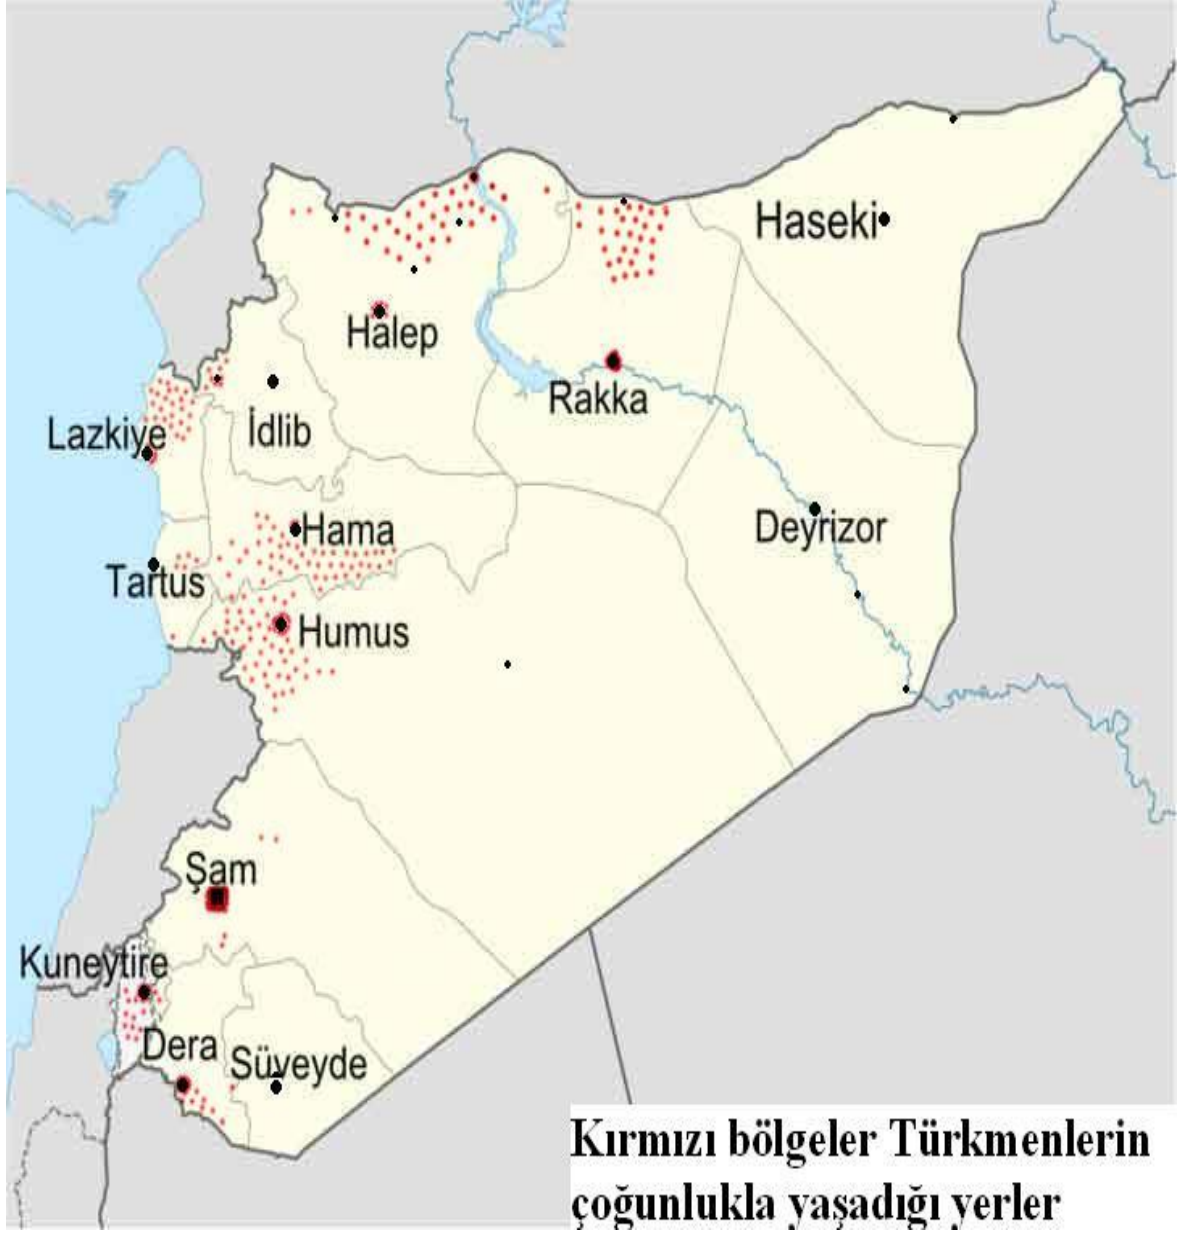 Haseki
Halep
Rakka
Lazkiye
İdlib
Deyrizor
Hama
Tartus
Humus
Şam
Kuneytire
Dera
Süveyde
Kırmızı bölgeler Türkmenlerin
çoğunlukla yaşadığı yerler